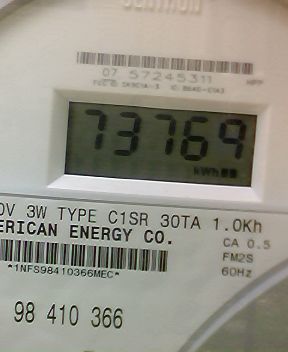 CENTRON
07 57245311
73769
kWh
0V 3W TYPE C1SR 30TA 1.0Kh
ERICAN ENERGY CO.
CA 0.5
FM2S
*1NFS98410366MEC*
60Hz
98 410 366